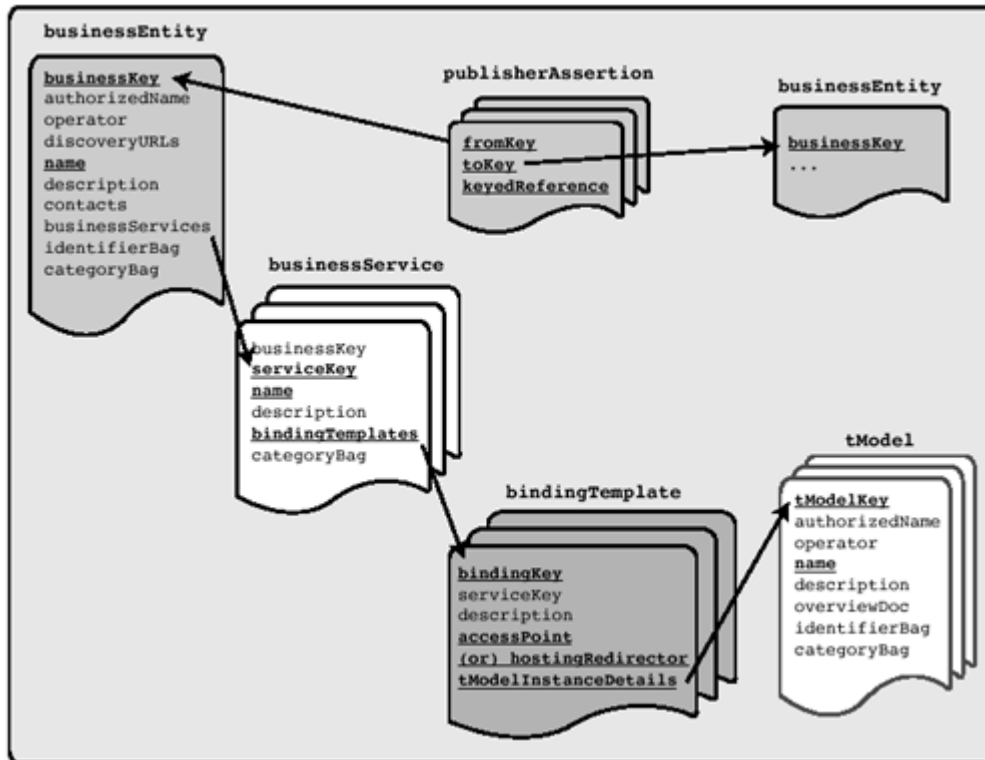 businessEntity
businessKey
authorizedName
operator
discoveryURLs
name
description
contacts
businessServices
identifierBag
categoryBag
publisherAssertion
fromKey
toKey
keyedReference
businessEntity
businessKey
...
businessService
businessKey
serviceKey
name
description
bindingTemplates
categoryBag
bindingTemplate
bindingKey
serviceKey
description
accessPoint
(or) hostingRedirector
tModelInstanceDetails
tModel
tModelKey
authorizedName
operator
name
description
overviewDoc
identifierBag
categoryBag